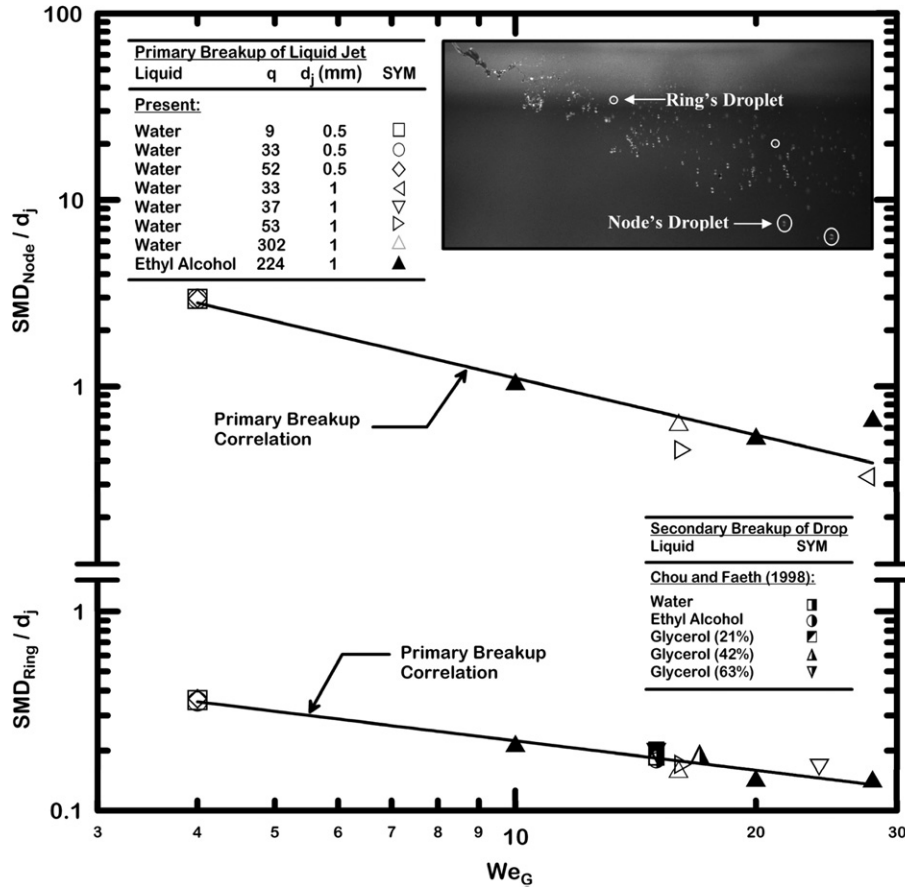 100
10
1
SMD_Node / d_j
Primary Breakup of Liquid Jet
Liquid q d_j (mm) SYM
Present:
Water 9 0.5
Water 33 0.5
Water 52 0.5
Water 33 1
Water 37 1
Water 53 1
Water 302 1
Ethyl Alcohol 224 1
Ring's Droplet
Node's Droplet
Primary Breakup
Correlation
Secondary Breakup of Drop
Liquid SYM
Chou and Faeth (1998):
Water
Ethyl Alcohol
Glycerol (21%)
Glycerol (42%)
Glycerol (63%)
1
0.1
SMD_Ring / d_j
Primary Breakup
Correlation
3 4 5 6 7 8 9 10 20 30
We_G